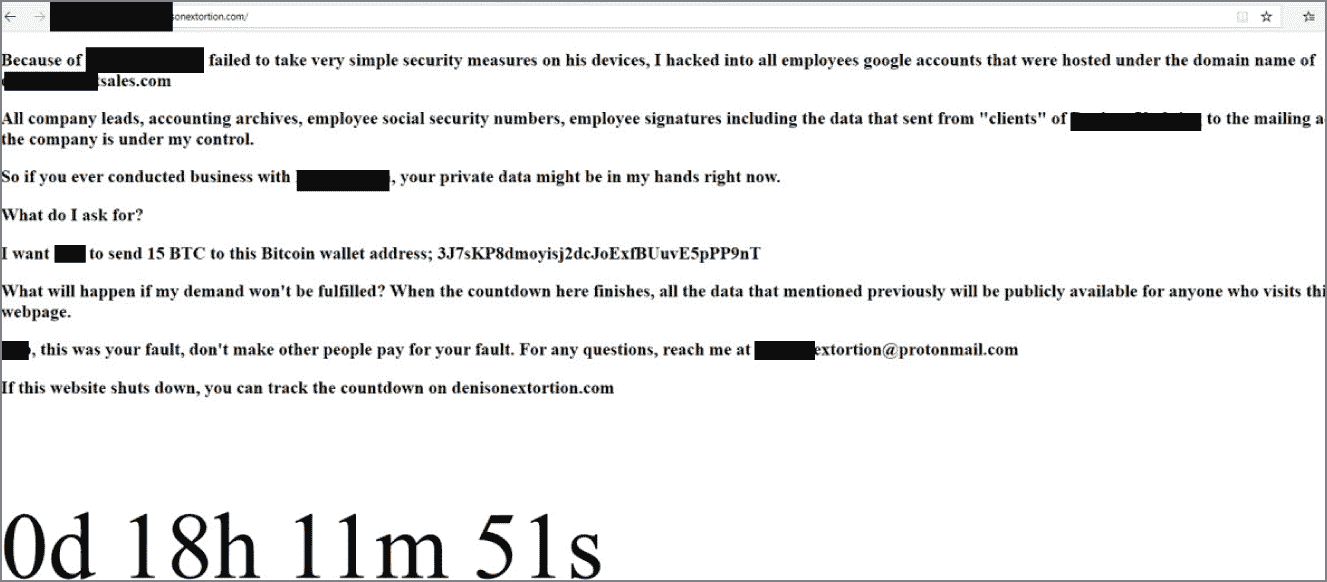 sonextortion.com/
Because of failed to take very simple security measures on his devices, I hacked into all employees google accounts that were hosted under the domain name of
sales.com
All company leads, accounting archives, employee social security numbers, employee signatures including the data that sent from "clients" of to the mailing a
the company is under my control.
So if you ever conducted business with , your private data might be in my hands right now.
What do I ask for?
I want to send 15 BTC to this Bitcoin wallet address; 3J7sKP8dmoyisj2dcJoExfBUuvE5pPP9nT
What will happen if my demand won't be fulfilled? When the countdown here finishes, all the data that mentioned previously will be publicly available for anyone who visits thi
webpage.
, this was your fault, don't make other people pay for your fault. For any questions, reach me at extortion@protonmail.com
If this website shuts down, you can track the countdown on denisonextortion.com
0d 18h 11m 51s